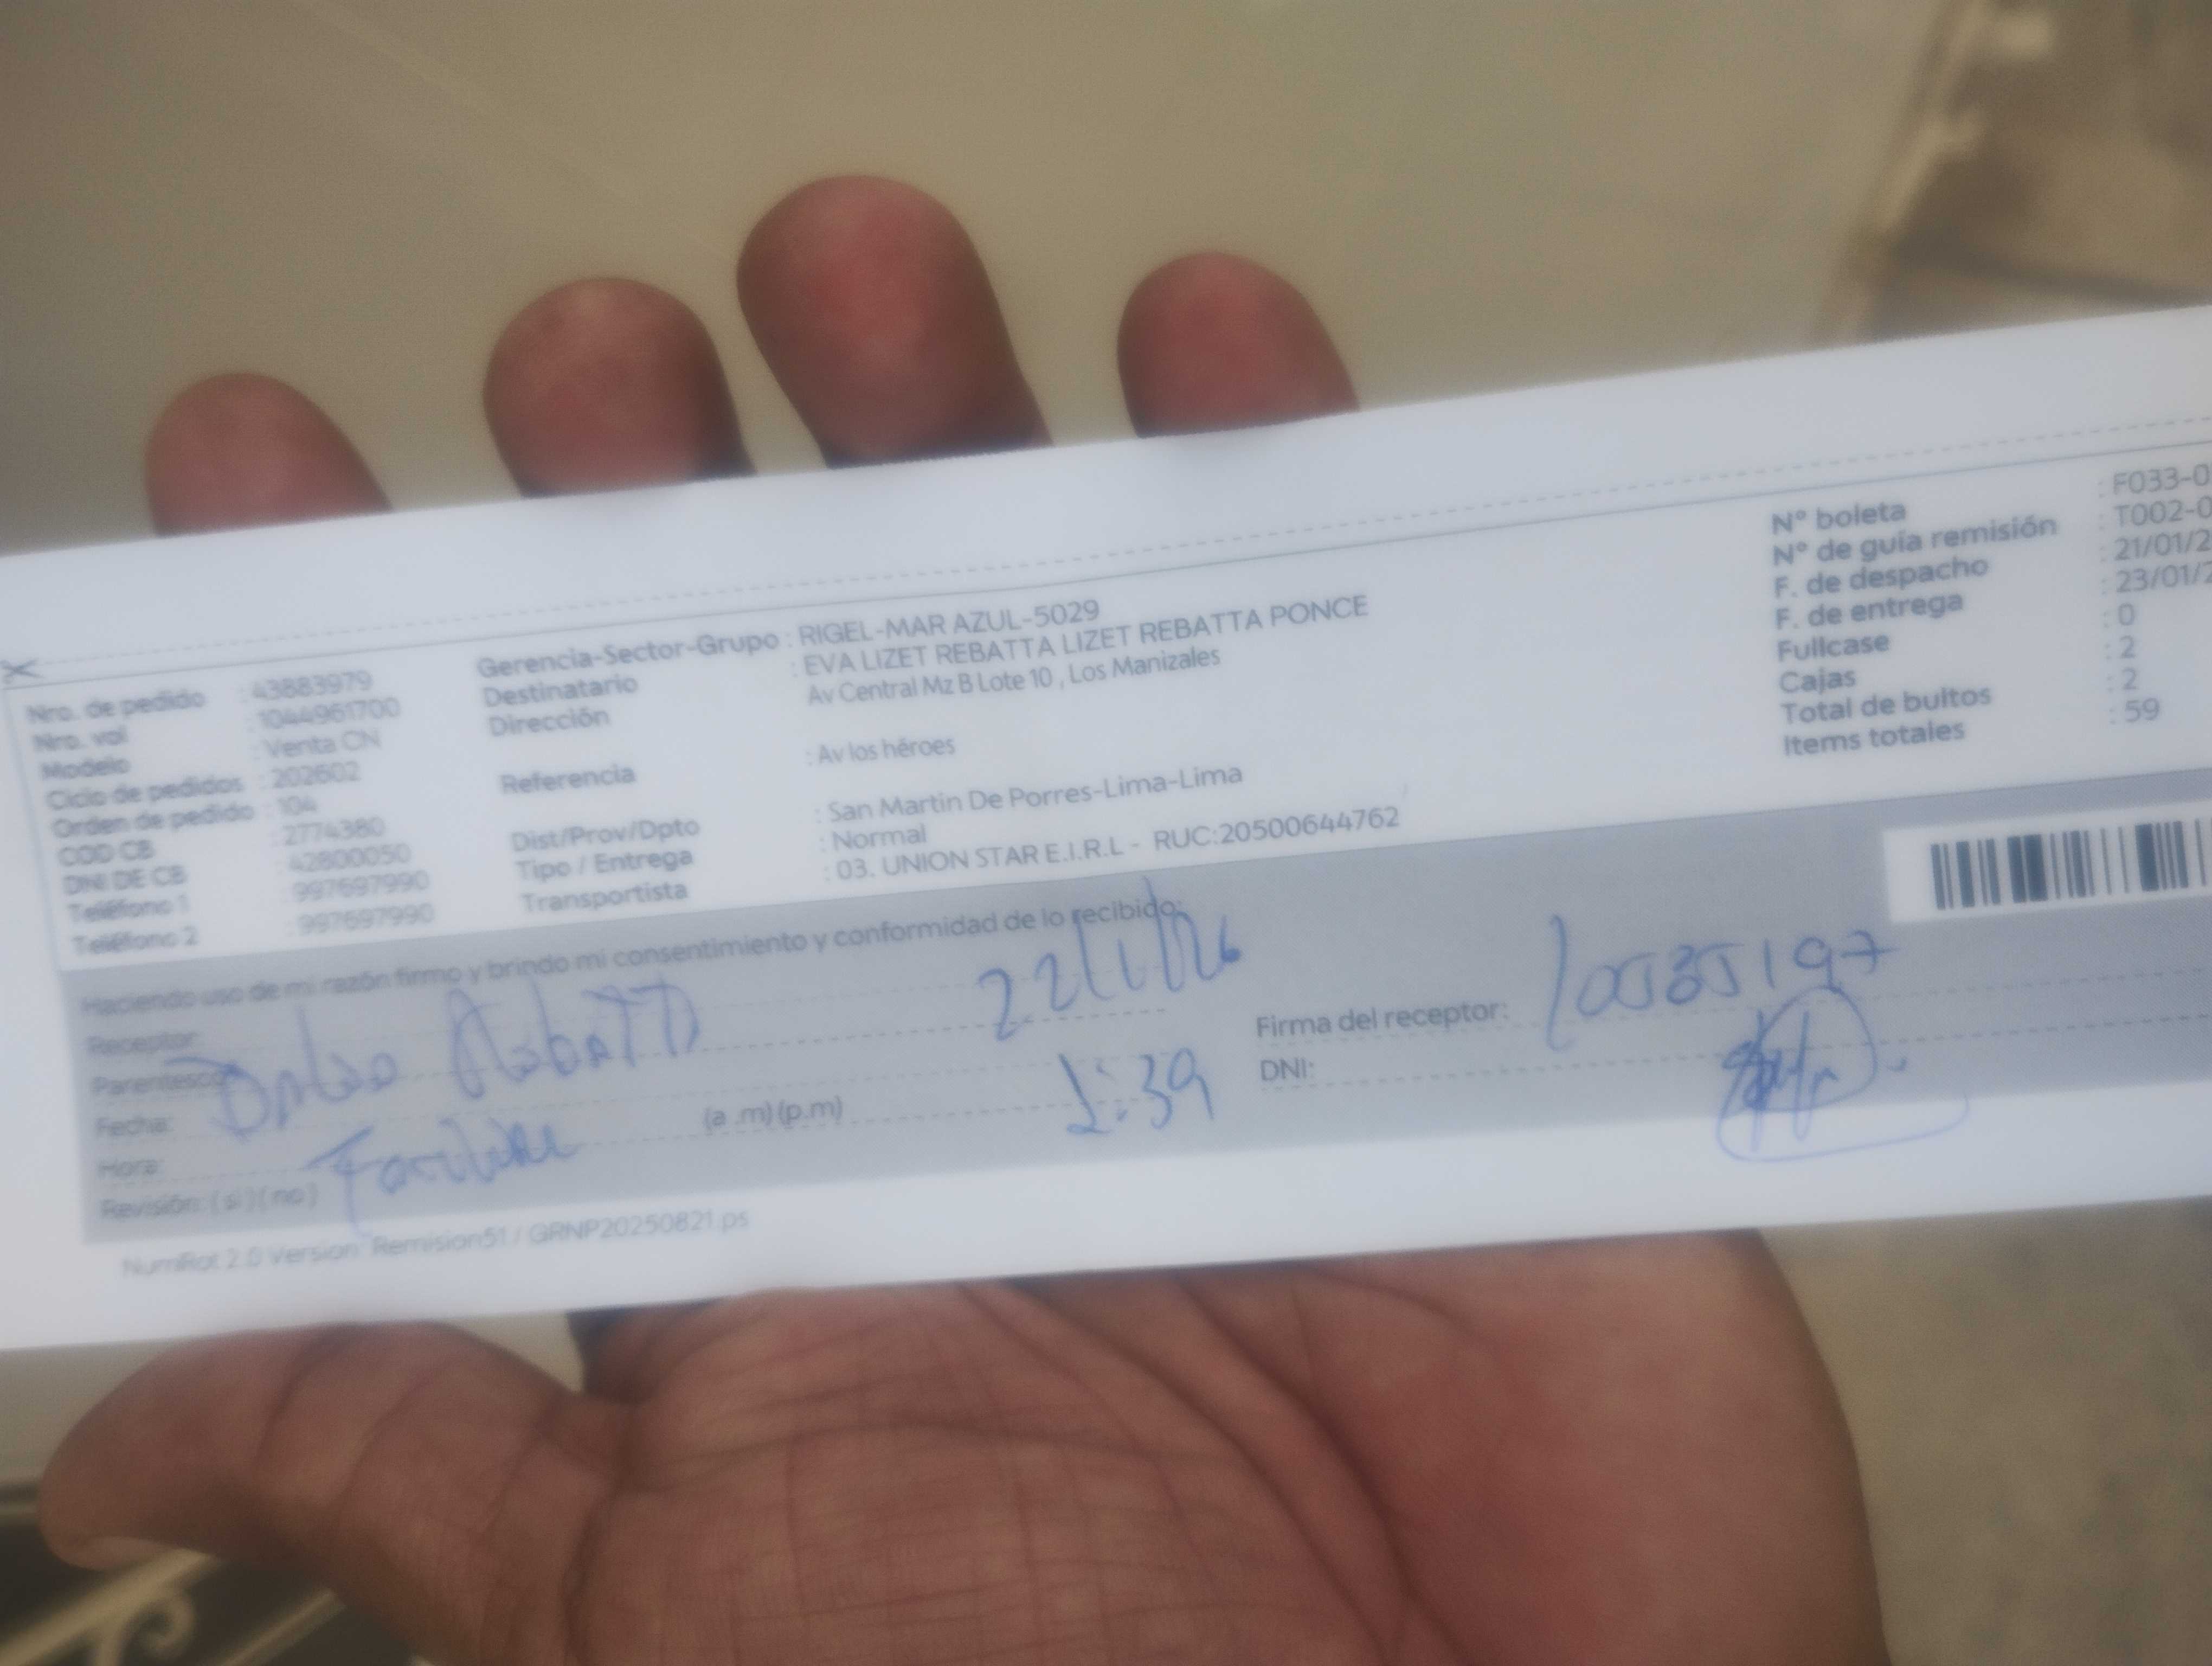 Nro. de pedido : 43883979
Nro. vol : 1044961700
Modelo : Venta CN
Ciclo de pedidos : 202602
Orden de pedido : 104
COD CB : 2774380
DNI DE CB : 42800050
Teléfono 1 : 997697990
Teléfono 2 : 997697990
Gerencia-Sector-Grupo : RIGEL-MAR AZUL-5029
Destinatario : EVA LIZET REBATTA LIZET REBATTA PONCE
Dirección Av Central Mz B Lote 10 , Los Manizales
Referencia : Av los héroes
Dist/Prov/Dpto : San Martin De Porres-Lima-Lima
Tipo / Entrega : Normal
Transportista : 03. UNION STAR E.I.R.L - RUC:20500644762
N° boleta : F033-0
N° de guía remisión : T002-0
F. de despacho : 21/01/2
F. de entrega : 23/01/2
Fullcase : 0
Cajas : 2
Total de bultos : 2
Items totales : 59
Haciendo uso de mi razón firmo y brindo mi consentimiento y conformidad de lo recibido:
Receptor:
Parentesco:
Fecha: 22/1/26
Hora: (a .m) (p.m) 1:39
Revisión: ( si ) ( no )
Firma del receptor:
DNI:
NumRot 2.0 Version Remision51 / GRNP20250821.ps